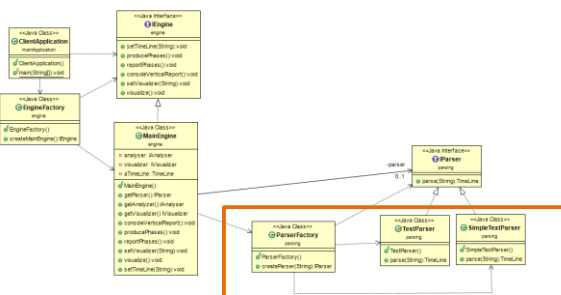 <<Java Class>>
ClientApplication
mainApplication
ClientApplication()
main(String[]):void
<<Java Interface>>
IEngine
engine
setTimeLine(String):void
producePhases():void
reportPhases():void
consoleVerticalReport():void
setVisualizer(String):void
visualize():void
<<Java Class>>
EngineFactory
engine
EngineFactory()
createMainEngine():IEngine
<<Java Class>>
MainEngine
engine
analyser: IAnalyser
visualizer: IVisualizer
aTimeLine: TimeLine
MainEngine()
getParser():IParser
getAnalyzer():IAnalyser
getVisualizer():IVisualizer
consoleVerticalReport():void
producePhases():void
reportPhases():void
setVisualizer(String):void
visualize():void
setTimeLine(String):void
-parser
0..1
<<Java Interface>>
IParser
parsing
parse(String):TimeLine
<<Java Class>>
ParserFactory
parsing
ParserFactory()
createParser(String):IParser
<<Java Class>>
TestParser
parsing
TestParser()
parse(String):TimeLine
<<Java Class>>
SimpleTextParser
parsing
SimpleTextParser()
parse(String):TimeLine